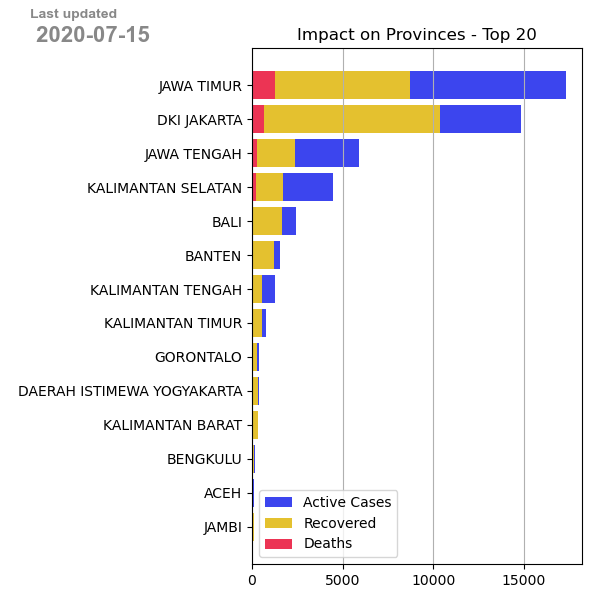 Last updated
2020-07-15
Impact on Provinces - Top 20
JAWA TIMUR
DKI JAKARTA
JAWA TENGAH
KALIMANTAN SELATAN
BALI
BANTEN
KALIMANTAN TENGAH
KALIMANTAN TIMUR
GORONTALO
DAERAH ISTIMEWA YOGYAKARTA
KALIMANTAN BARAT
BENGKULU
ACEH
JAMBI
Active Cases
Recovered
Deaths
0 5000 10000 15000